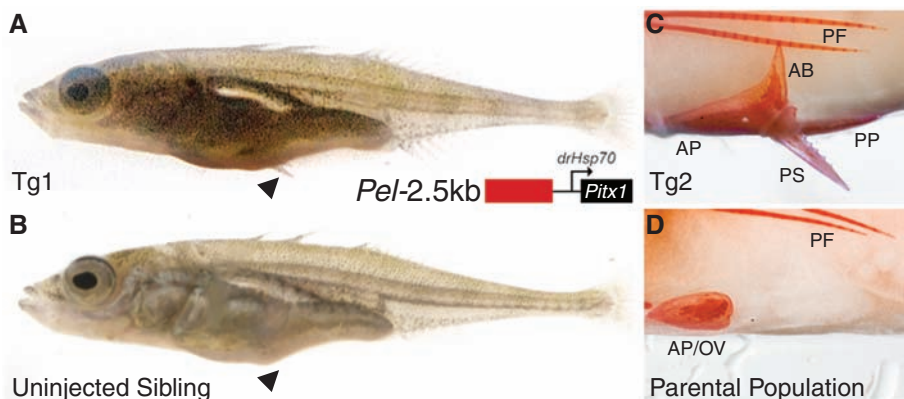 A
Tg1
Pel-2.5kb
drHsp70
Pitx1
B
Uninjected Sibling
C
PF
AB
AP
PP
PS
Tg2
D
PF
AP/OV
Parental Population